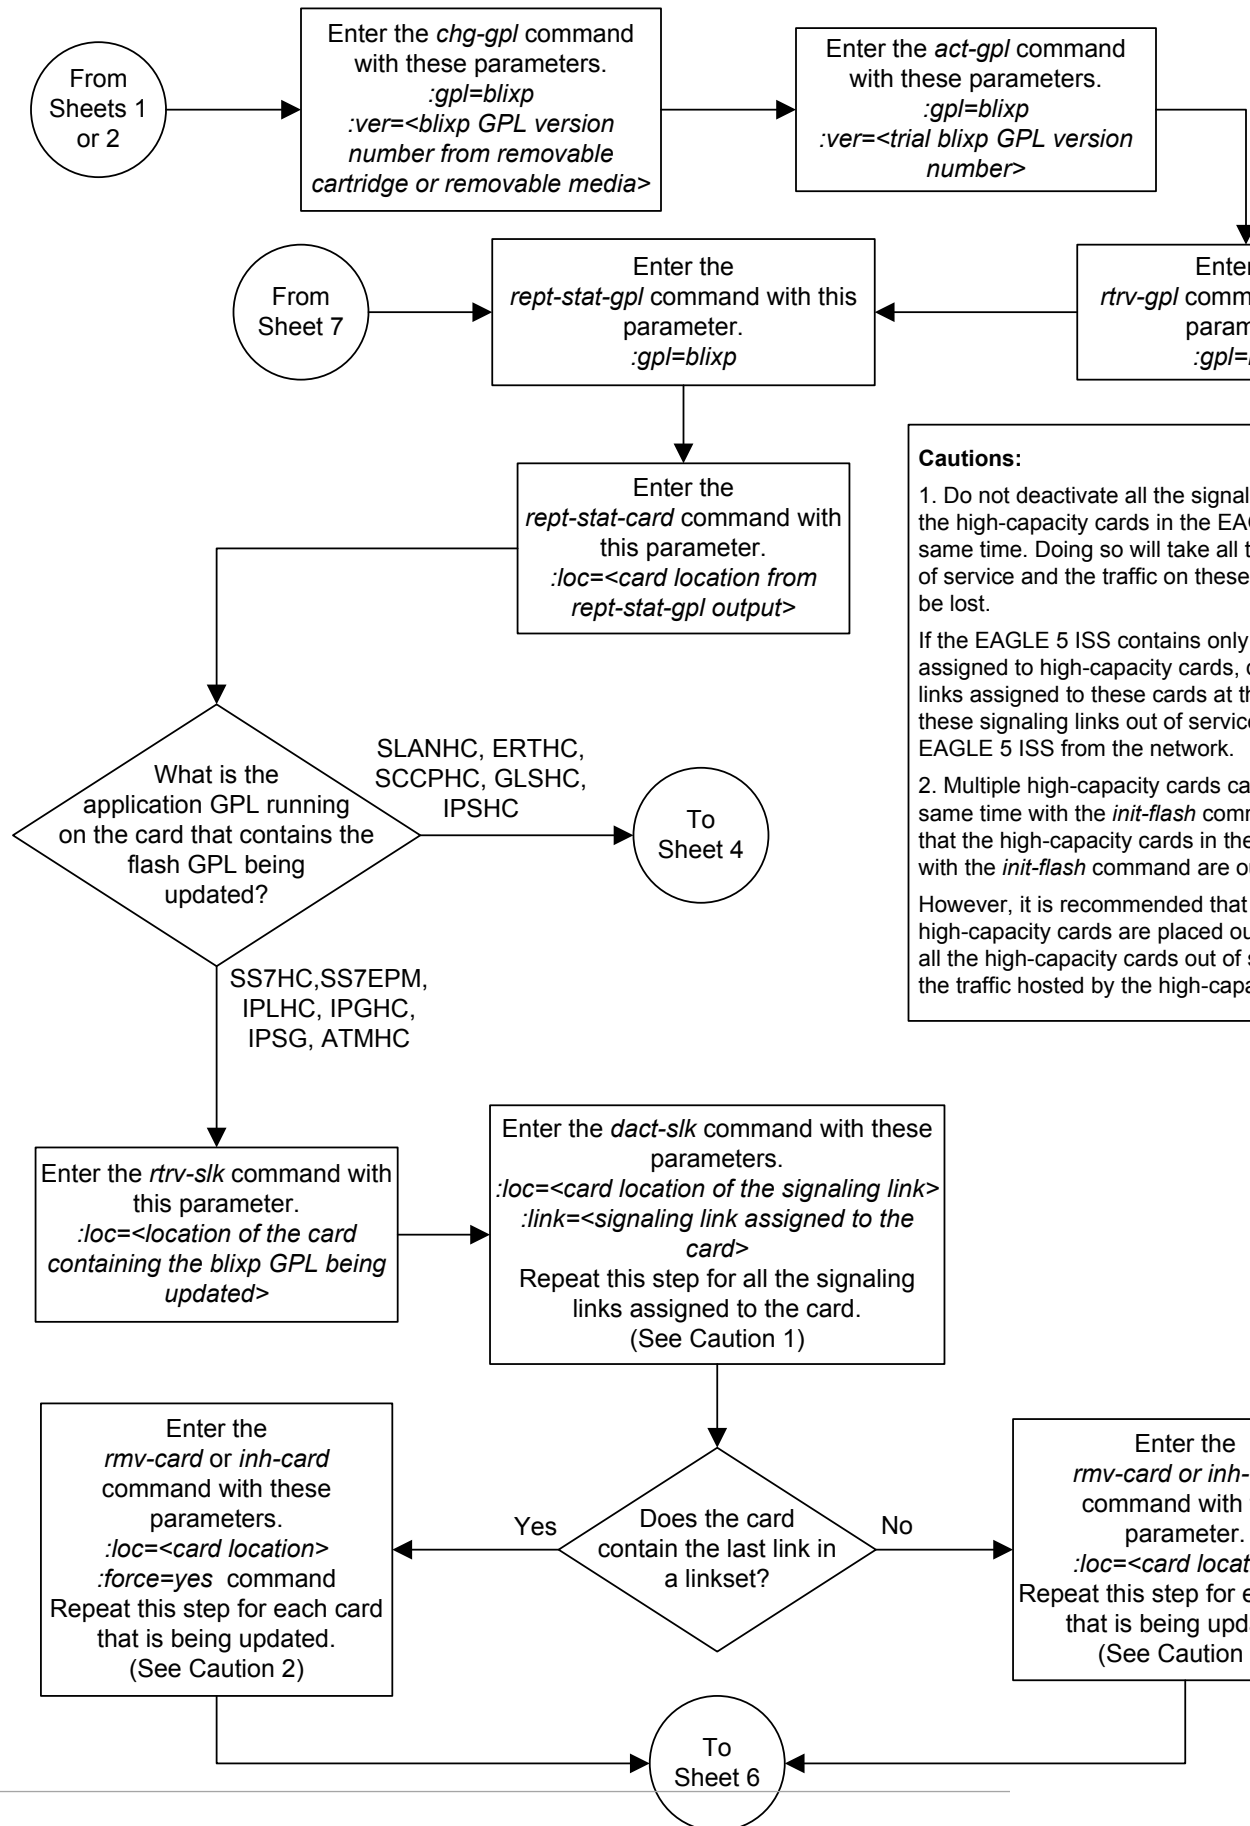 From
Sheets 1
or 2
Enter the chg-gpl command
with these parameters.
:gpl=blixp
:ver=<blixp GPL version
number from removable
cartridge or removable media>
Enter the act-gpl command
with these parameters.
:gpl=blixp
:ver=<trial blixp GPL version
number>
From
Sheet 7
Enter the
rept-stat-gpl command with this
parameter.
:gpl=blixp
Enter
rtrv-gpl
:gpl=
Enter the
rept-stat-card command with
this parameter.
:loc=<card location from
rept-stat-gpl output>
Cautions:
1. Do not deactivate all the
the high-capacity cards in the
same time. Doing so will take all
of service and the traffic on these
be lost.
If the EAGLE 5 ISS contains only
assigned to high-capacity cards,
links assigned to these cards at
these signaling links out of service
EAGLE 5 ISS from the network.
2. Multiple high-capacity cards
same time with the init-flash
that the high-capacity cards in the
with the init-flash command are
However, it is recommended that
high-capacity cards are placed
all the high-capacity cards out of
the traffic hosted by the
What is the
application GPL running
on the card that contains the
flash GPL being
updated?
SLANHC, ERTHC,
SCCPHC, GLSHC,
IPSHC
To
Sheet 4
SS7HC,SS7EPM,
IPLHC, IPGHC,
IPSG, ATMHC
Enter the rtrv-slk command with
this parameter.
:loc=<location of the card
containing the blixp GPL being
updated>
Enter the dact-slk command with these
parameters.
:loc=<card location of the signaling link>
:link=<signaling link assigned to the
card>
Repeat this step for all the signaling
links assigned to the card.
(See Caution 1)
Enter the
rmv-card or inh-card
command with these
parameters.
:loc=<card location>
:force=yes command
Repeat this step for each card
that is being updated.
(See Caution 2)
Yes
Does the card
contain the last link in
a linkset?
No
Enter the
rmv-card or inh-
command with
parameter.
:loc=<card
Repeat this step for
that is being
(See Caution
To
Sheet 6